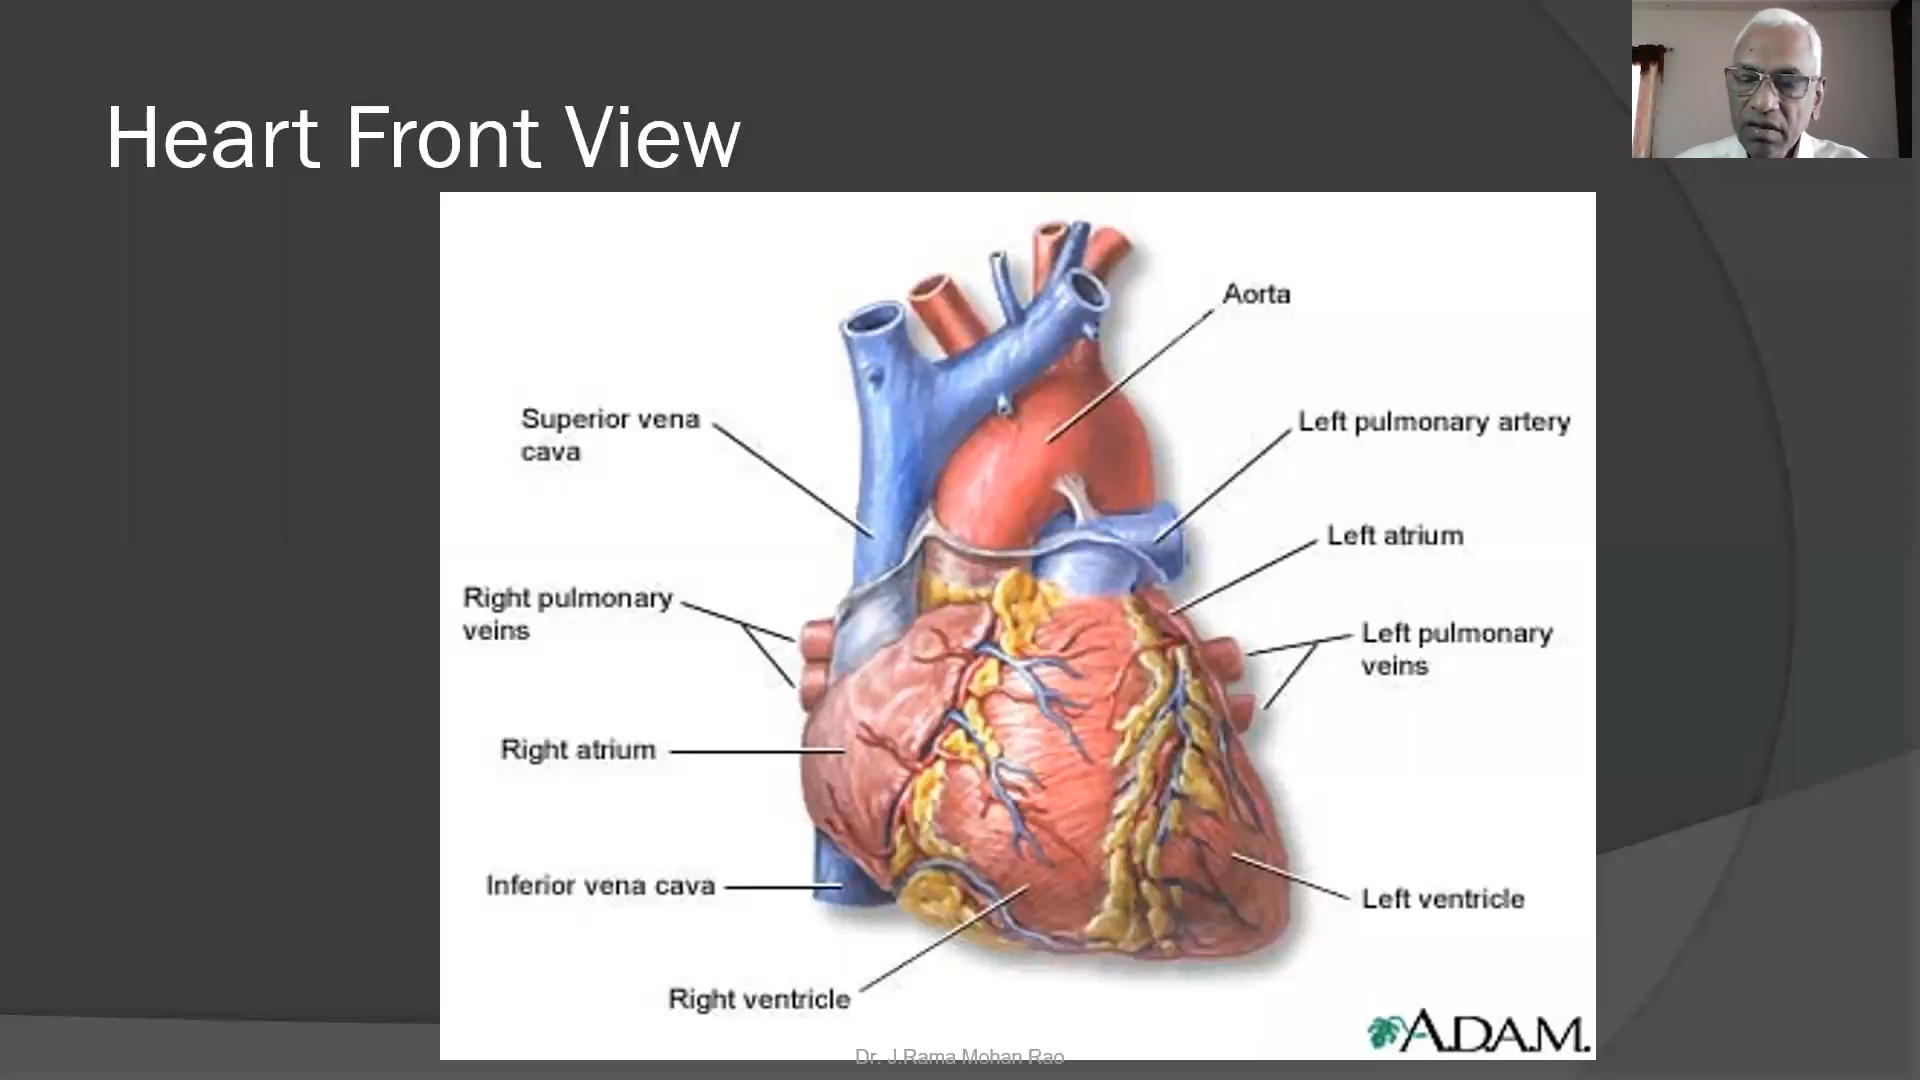 Heart Front View
Aorta
Superior vena
cava
Left pulmonary artery
Left atrium
Right pulmonary
veins
Left pulmonary
veins
Right atrium
Inferior vena cava
Left ventricle
Right ventricle
A.D.A.M.
Dr. J.Rama Mohan Rao